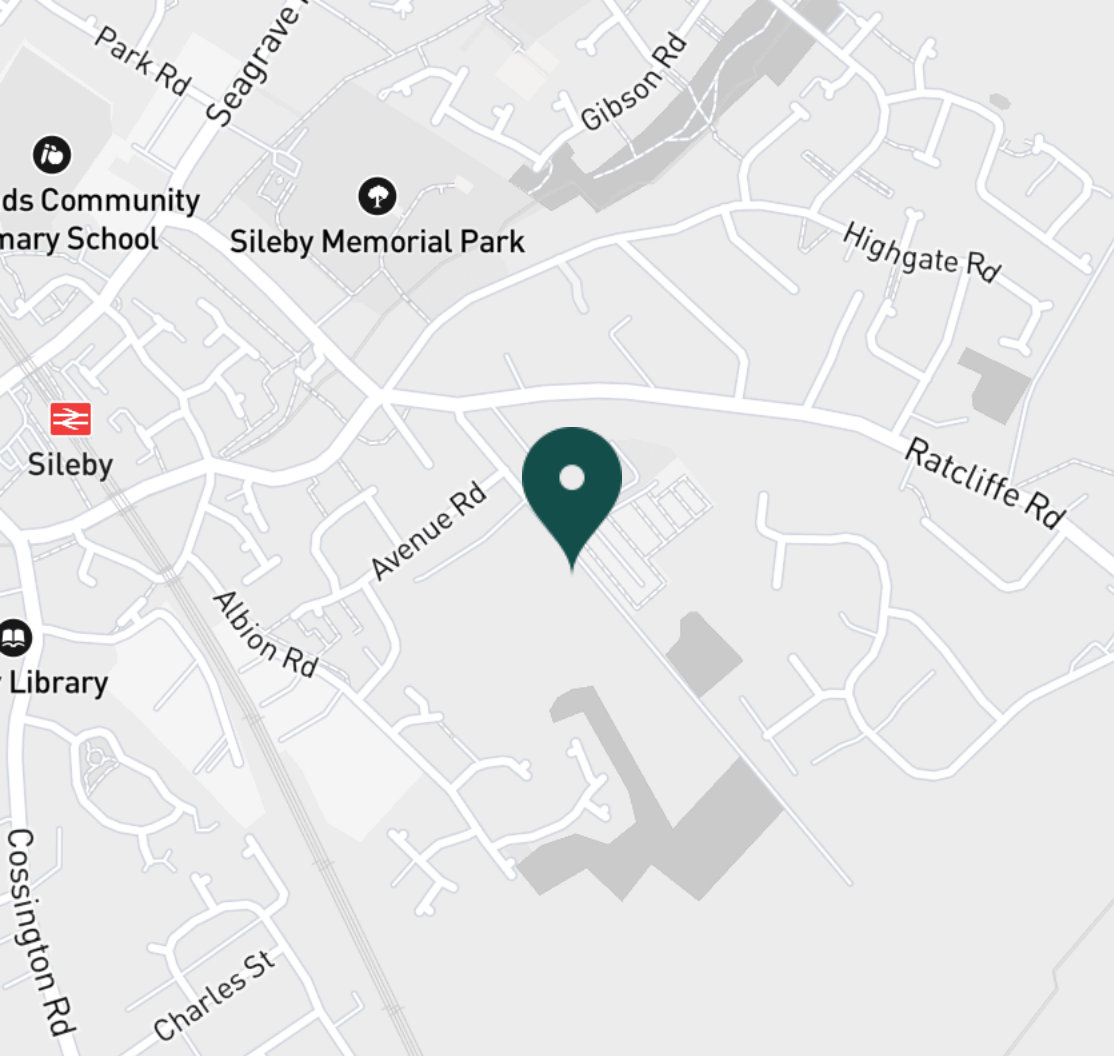 Park Rd
Seagrave
Gibson Rd
ds Community
mary School
Sileby Memorial Park
Highgate Rd
Sileby
Ratcliffe Rd
Avenue Rd
Albion Rd
Library
Cossington Rd
Charles St